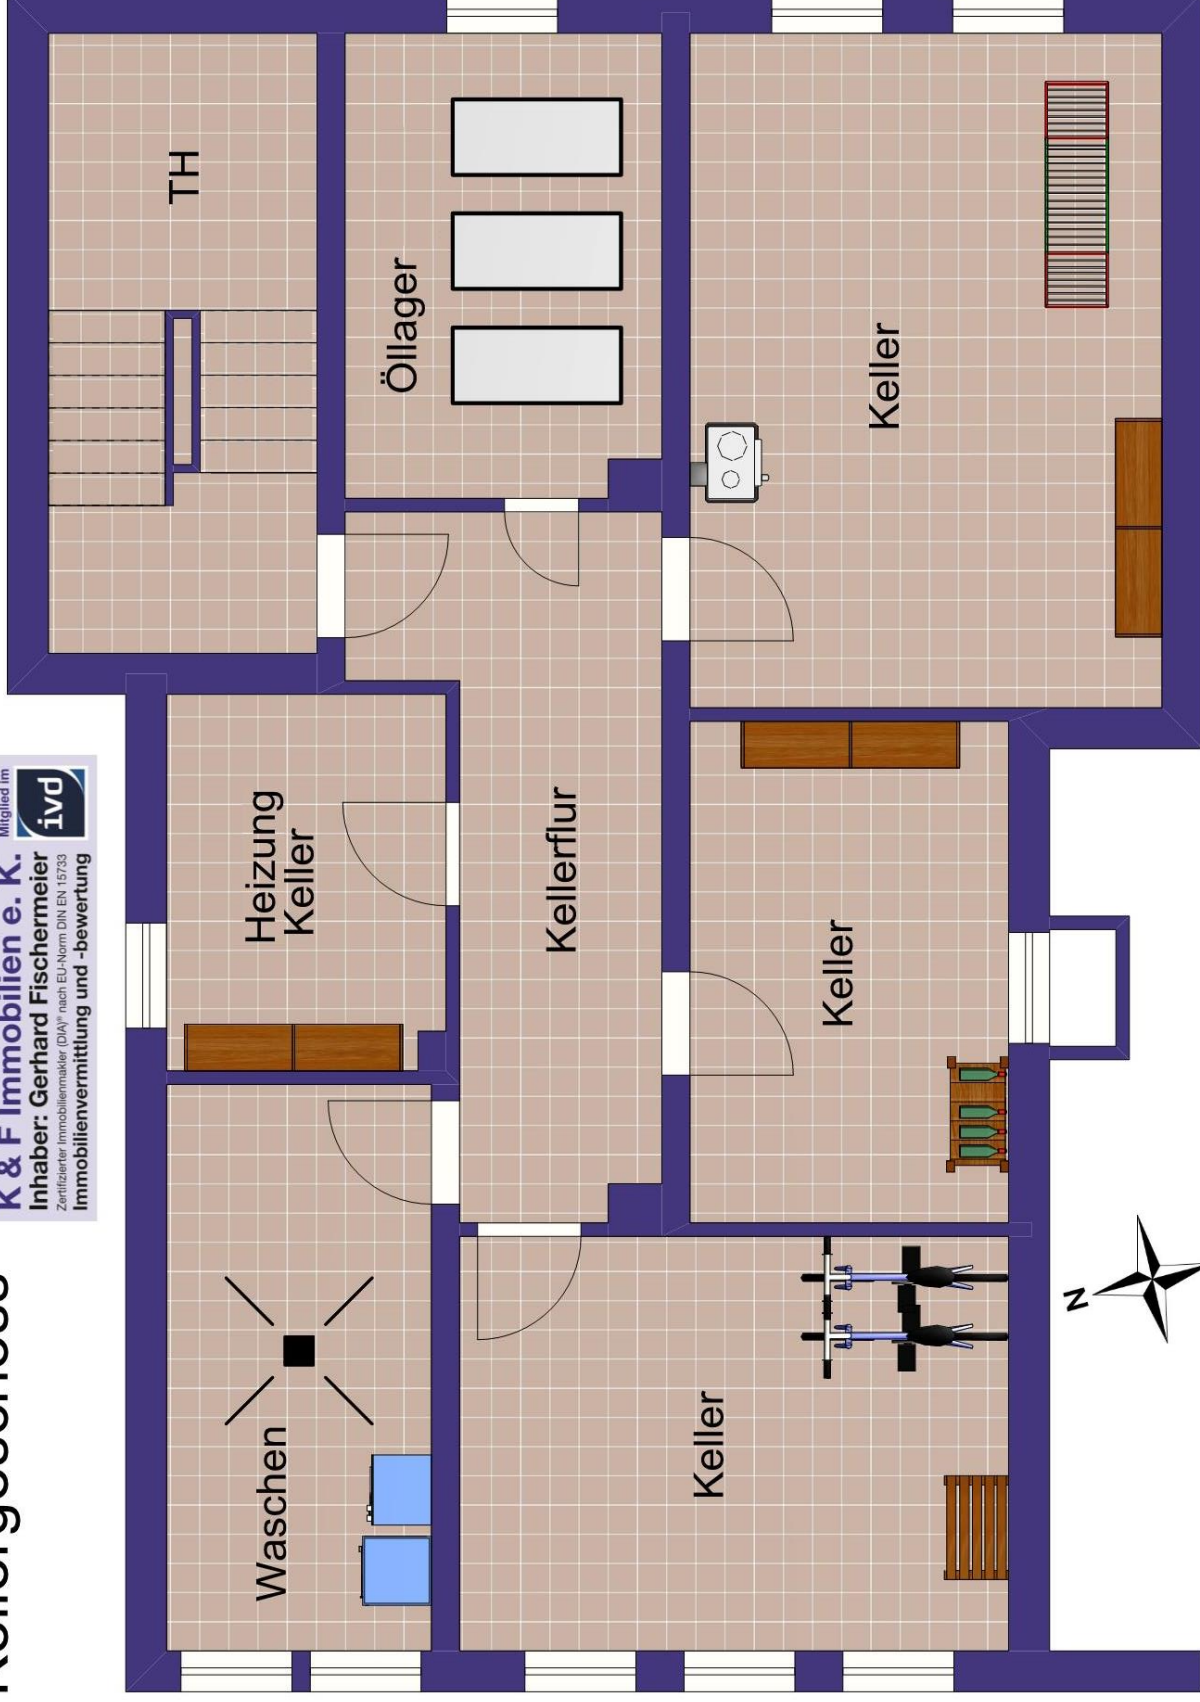 Kellergeschoss
K & F Immobilien e. K.
Inhaber: Gerhard Fischermeier
Zertifizierter Immobilienmakler (DIA)® nach EU-Norm DIN EN 15733
Immobilienvermittlung und -bewertung
Mitglied im
ivd
Waschen
Heizung
Keller
TH
Öllager
Kellerflur
Keller
Keller
Keller
N